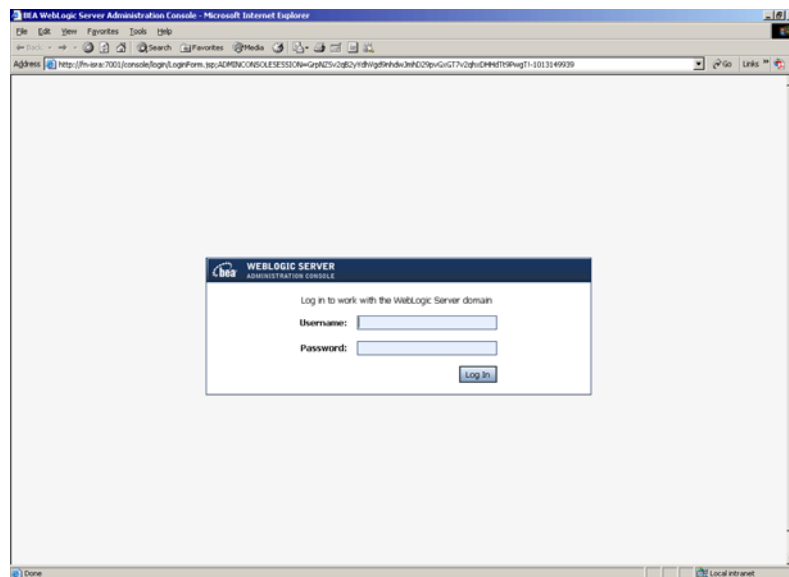 BEA WebLogic Server Administration Console - Microsoft Internet Explorer
File Edit View Favorites Tools Help
Back Search Favorites Media
Address Go Links »
bea WEBLOGIC SERVER
ADMINISTRATION CONSOLE
Log in to work with the WebLogic Server domain
Username:
Password:
Log In
Done Local intranet